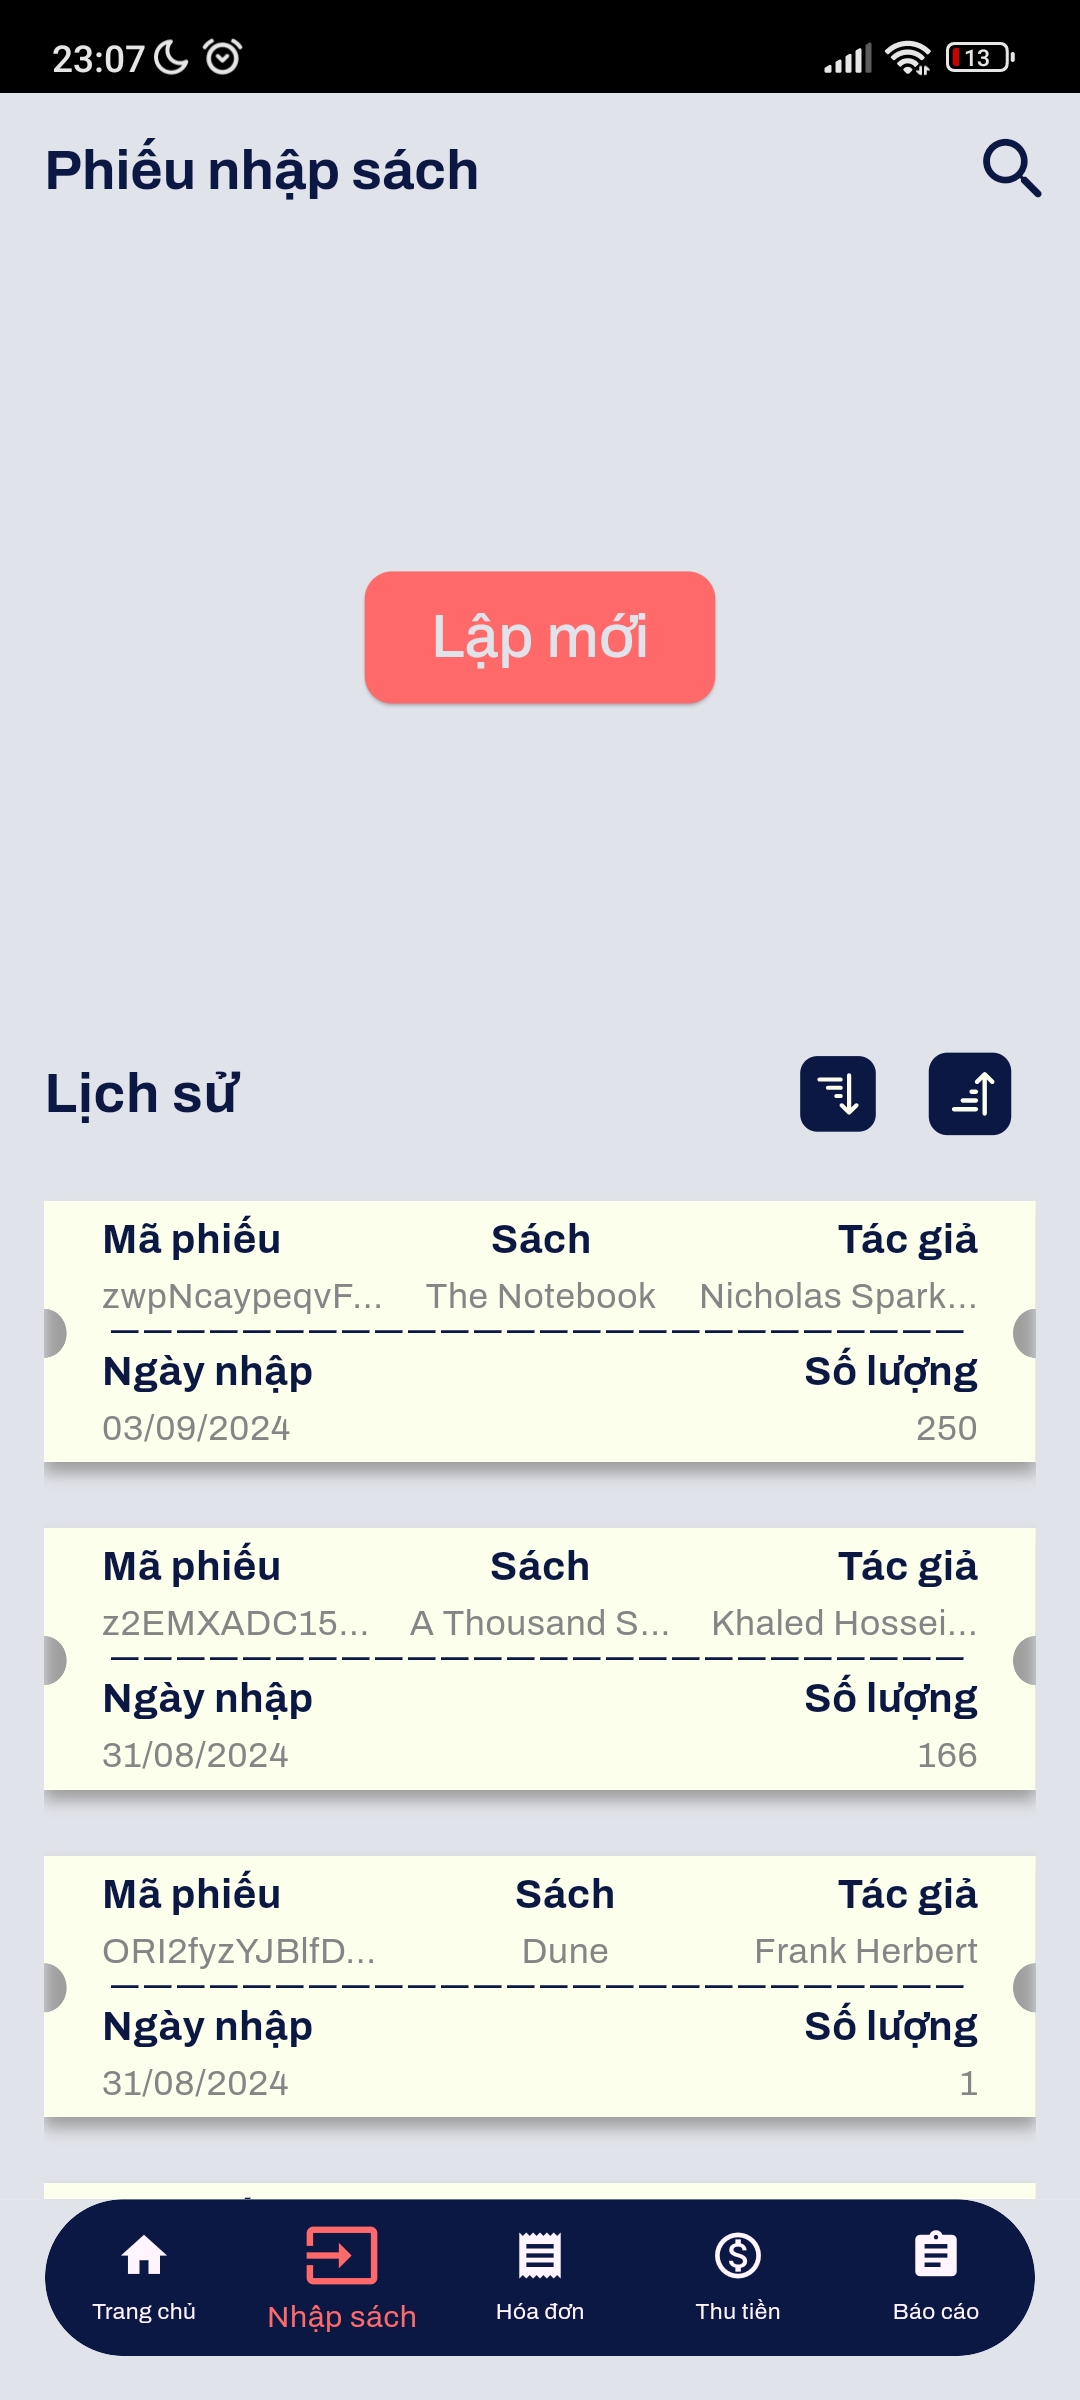 23:07 13
Phiếu nhập sách
Lập mới
Lịch sử
Mã phiếu Sách Tác giả
zwpNcaypeqvF... The Notebook Nicholas Spark...
Ngày nhập Số lượng
03/09/2024 250
Mã phiếu Sách Tác giả
z2EMXADC15... A Thousand S... Khaled Hossei...
Ngày nhập Số lượng
31/08/2024 166
Mã phiếu Sách Tác giả
ORI2fyzYJBlfD... Dune Frank Herbert
Ngày nhập Số lượng
31/08/2024 1
Trang chủ Nhập sách Hóa đơn Thu tiền Báo cáo